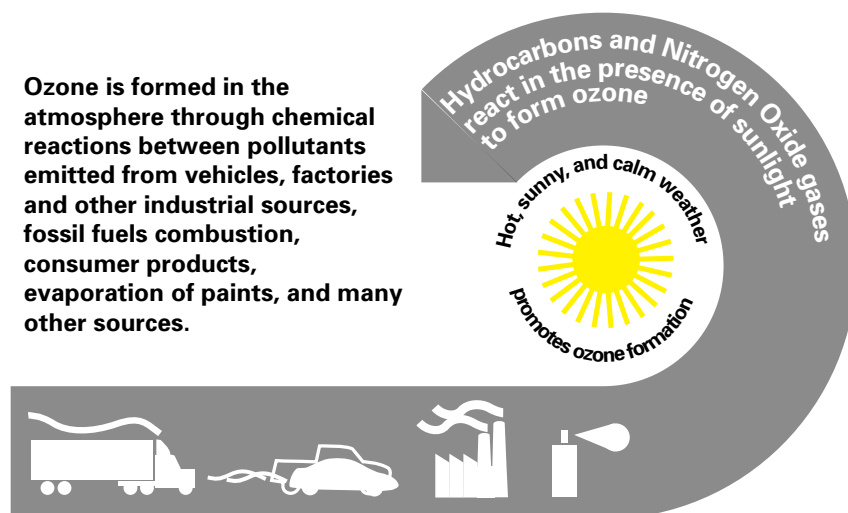 Ozone is formed in the
atmosphere through chemical
reactions between pollutants
emitted from vehicles, factories
and other industrial sources,
fossil fuels combustion,
consumer products,
evaporation of paints, and many
other sources.
Hydrocarbons and Nitrogen Oxide gases
react in the presence of sunlight
to form ozone
Hot, sunny, and calm weather
promotes ozone formation